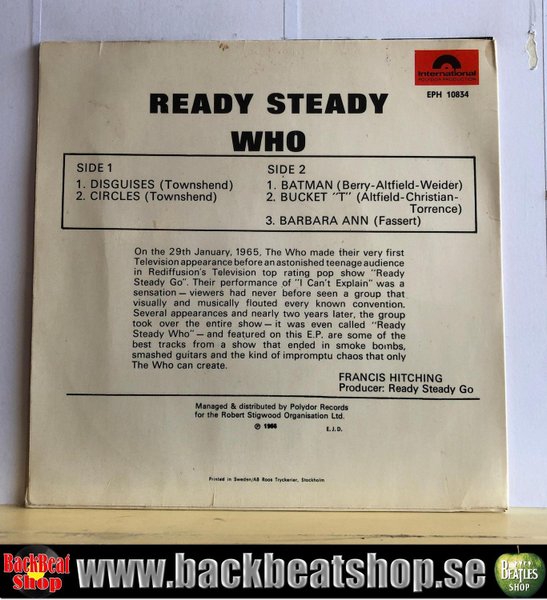 International
POLYDOR PRODUCTION
EPH 10834
READY STEADY
WHO
SIDE 1
1. DISGUISES (Townshend)
2. CIRCLES (Townshend)
SIDE 2
1. BATMAN (Berry-Altfield-Weider)
2. BUCKET "T" (Altfield-Christian-
Torrence)
3. BARBARA ANN (Fassert)
On the 29th January, 1965, The Who made their very first
Television appearance before an astonished teenage audience
in Rediffusion's Television top rating pop show "Ready
Steady Go". Their performance of "I Can't Explain" was a
sensation — viewers had never before seen a group that
visually and musically flouted every known convention.
Several appearances and nearly two years later, the group
took over the entire show — it was even called "Ready
Steady Who" — and featured on this E.P. are some of the
best tracks from a show that ended in smoke bombs,
smashed guitars and the kind of impromptu chaos that only
The Who can create.
FRANCIS HITCHING
Producer: Ready Steady Go
Managed & distributed by Polydor Records
for the Robert Stigwood Organisation Ltd.
℗ 1966
E.J.D.
Printed in Sweden/AB Roos Tryckerier, Stockholm
BackBeat
Shop
www.backbeatshop.se
BEATLES
SHOP